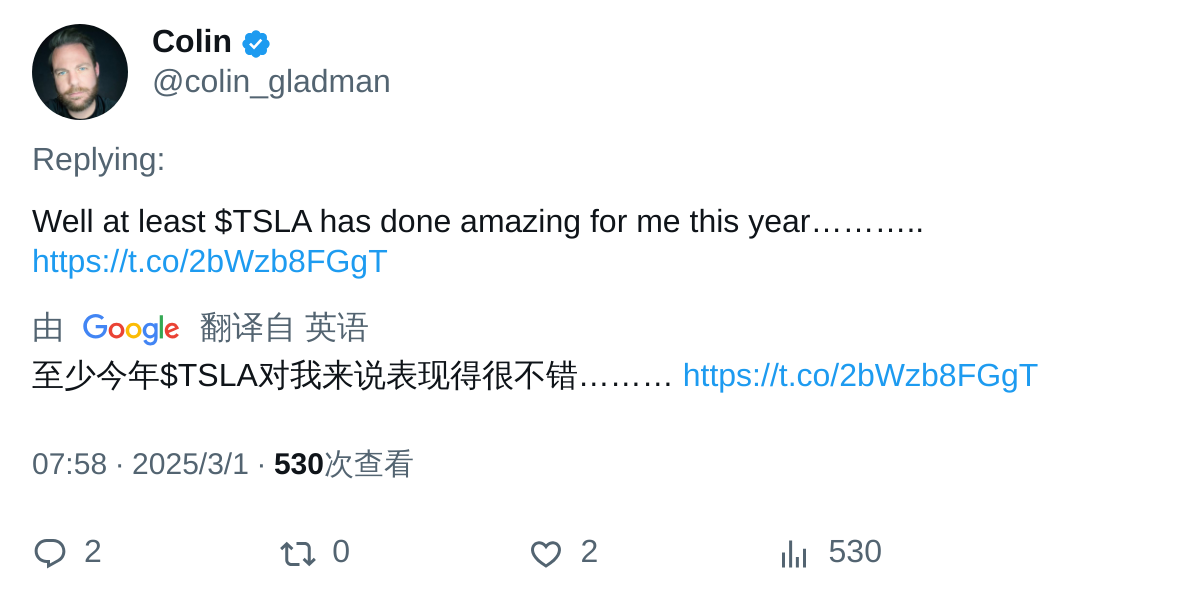 Colin
@colin_gladman
Replying:
Well at least $TSLA has done amazing for me this year………..
https://t.co/2bWzb8FGgT
由 Google 翻译自 英语
至少今年$TSLA对我来说表现得很不错……… https://t.co/2bWzb8FGgT
07:58 · 2025/3/1 · 530次查看
2 0 2 530